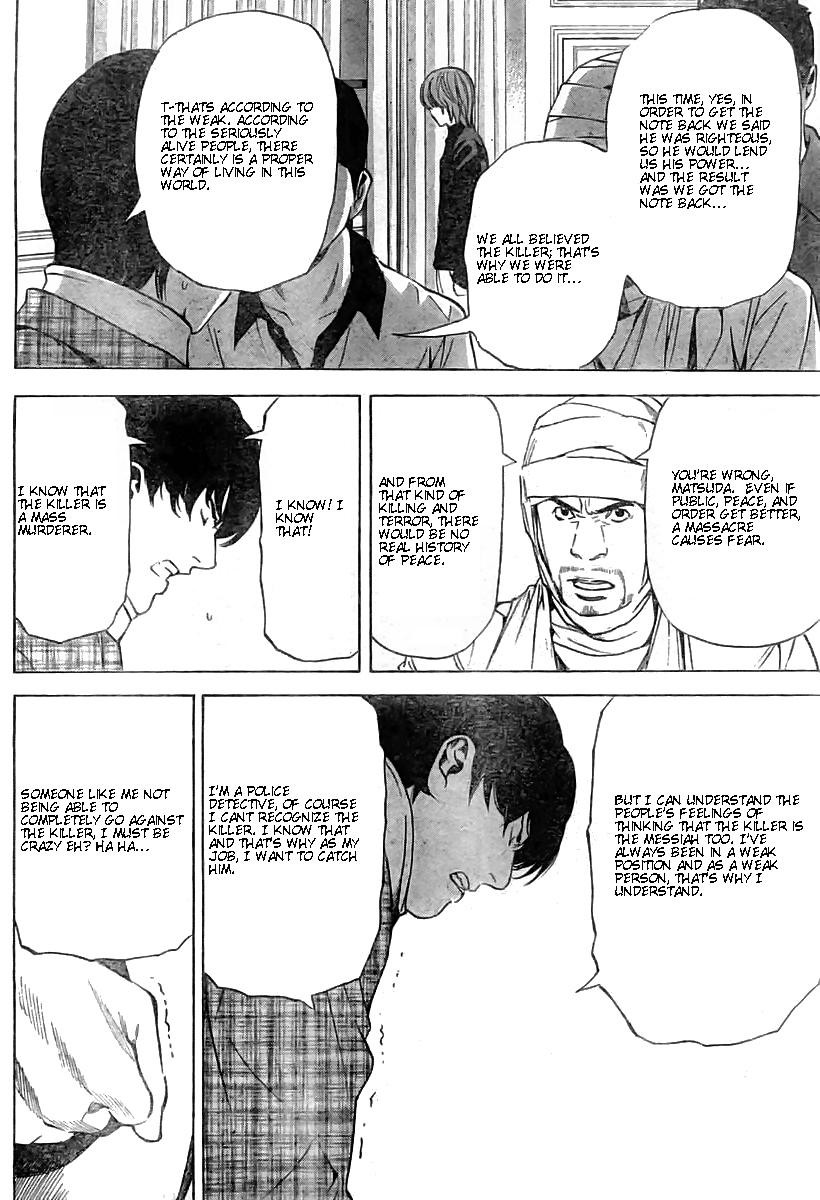 THIS TIME, YES, IN
ORDER TO GET THE
NOTE BACK WE SAID
HE WAS RIGHTEOUS,
SO HE WOULD LEND
US HIS POWER...
AND THE RESULT
WAS WE GOT THE
NOTE BACK...
WE ALL BELIEVED
THE KILLER; THAT'S
WHY WE WERE
ABLE TO DO IT...
T-THATS ACCORDING TO
THE WEAK. ACCORDING
TO THE SERIOUSLY
ALIVE PEOPLE, THERE
CERTAINLY IS A PROPER
WAY OF LIVING IN THIS
WORLD.
YOU'RE WRONG,
MATSUDA. EVEN IF
PUBLIC, PEACE, AND
ORDER GET BETTER,
A MASSACRE
CAUSES FEAR.
AND FROM
THAT KIND OF
KILLING AND
TERROR, THERE
WOULD BE NO
REAL HISTORY
OF PEACE.
I KNOW! I
KNOW
THAT!
I KNOW THAT
THE KILLER IS
A MASS
MURDERER.
BUT I CAN UNDERSTAND THE
PEOPLE'S FEELINGS OF
THINKING THAT THE KILLER IS
THE MESSIAH TOO. I'VE
ALWAYS BEEN IN A WEAK
POSITION AND AS A WEAK
PERSON, THAT'S WHY I
UNDERSTAND.
I'M A POLICE
DETECTIVE, OF COURSE
I CANT RECOGNIZE THE
KILLER. I KNOW THAT
AND THAT'S WHY AS MY
JOB, I WANT TO CATCH
HIM.
SOMEONE LIKE ME NOT
BEING ABLE TO
COMPLETELY GO AGAINST
THE KILLER, I MUST BE
CRAZY EH? HA HA...